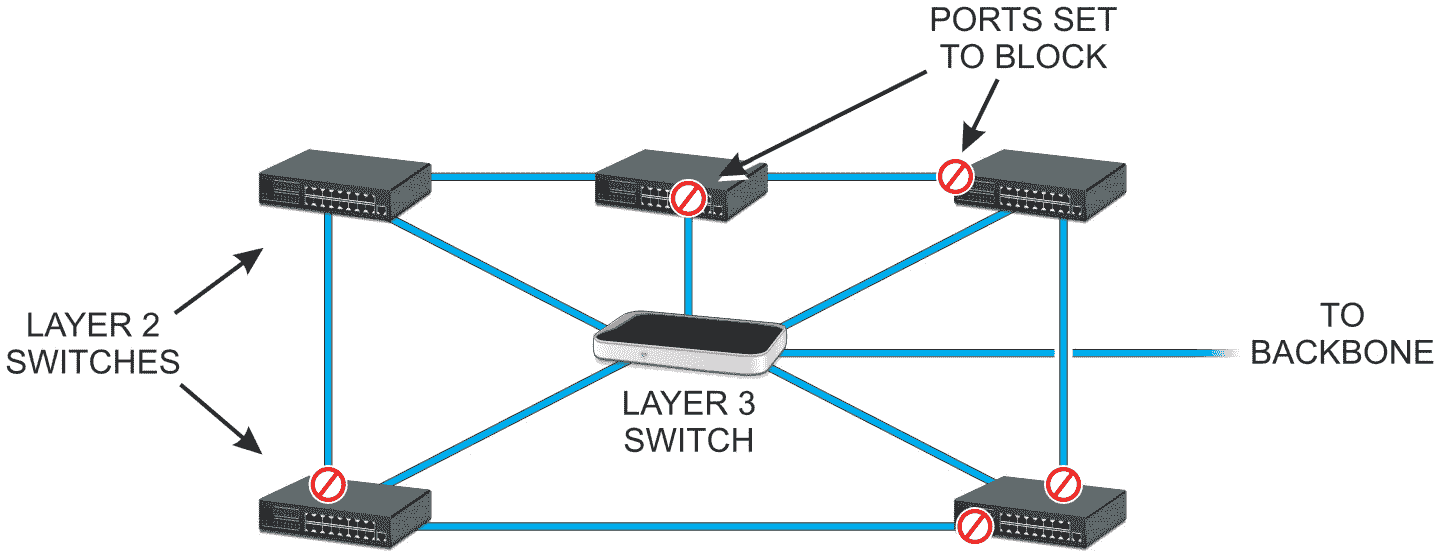 PORTS SET
TO BLOCK
LAYER 2
SWITCHES
TO
BACKBONE
LAYER 3
SWITCH